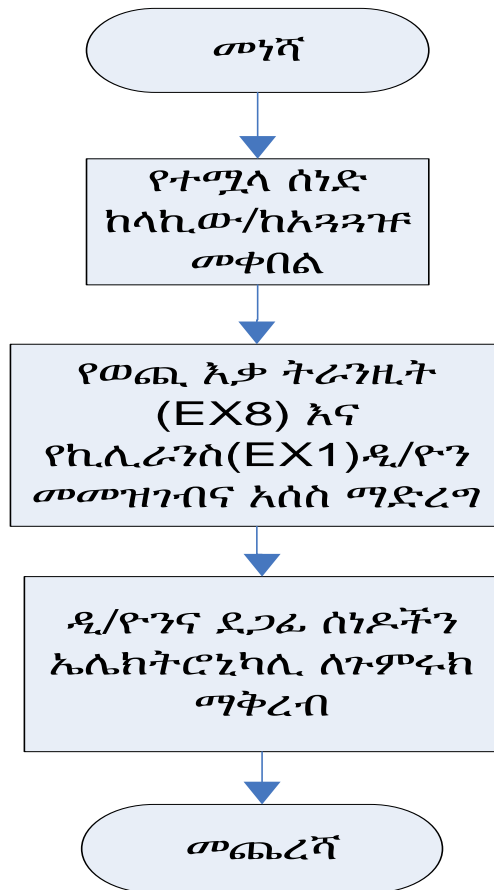 መነሻ
የተሟላ ሰነድ
ከላኪው/ከአጓጓዡ
መቀበል
የወጪ እቃ ትራንዚት
(EX8) እና
የኪሊራንስ(EX1)ዲ/ዮን
መመዝገብና አሰስ ማድረግ
ዲ/ዮንና ደጋፊ ሰነዶችን
ኤሌክትሮኒካሊ ለጉምሩክ
ማቅረብ
መጨረሻ